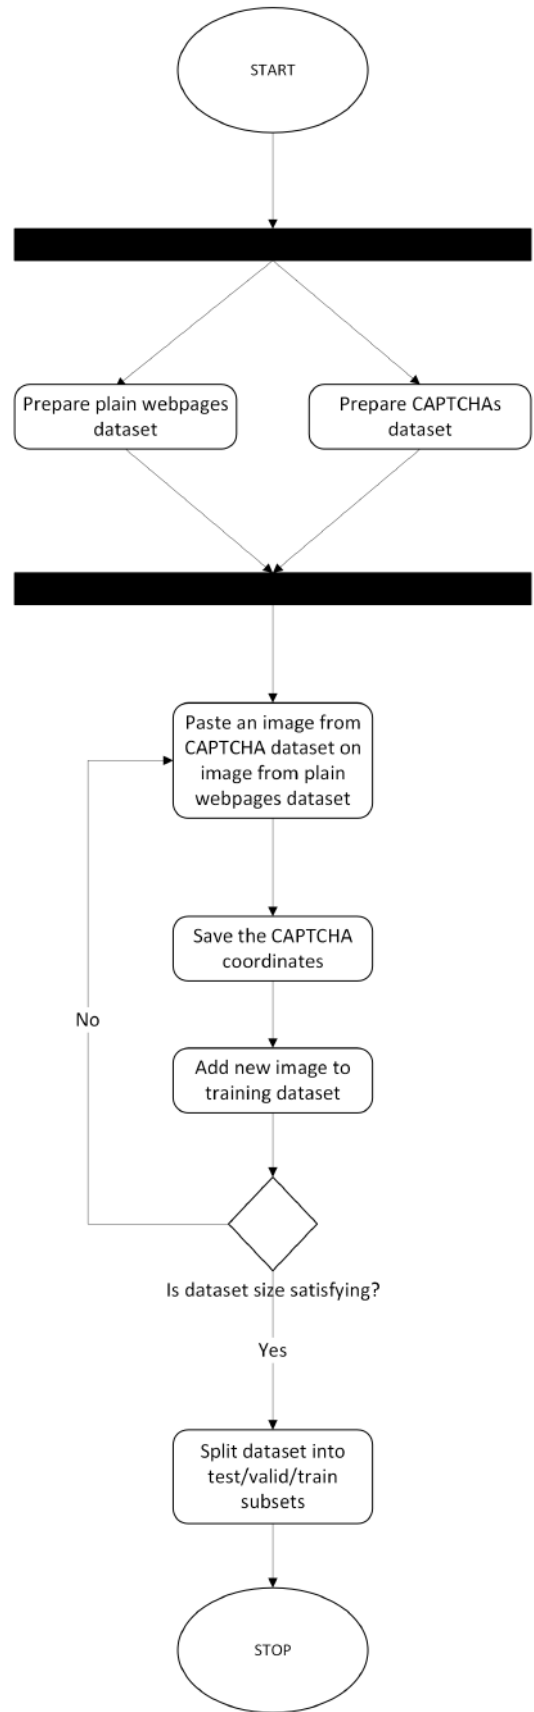 START
Prepare plain webpages
dataset
Prepare CAPTCHAs
dataset
Paste an image from
CAPTCHA dataset on
image from plain
webpages dataset
Save the CAPTCHA
coordinates
No
Add new image to
training dataset
Is dataset size satisfying?
Yes
Split dataset into
test/valid/train
subsets
STOP